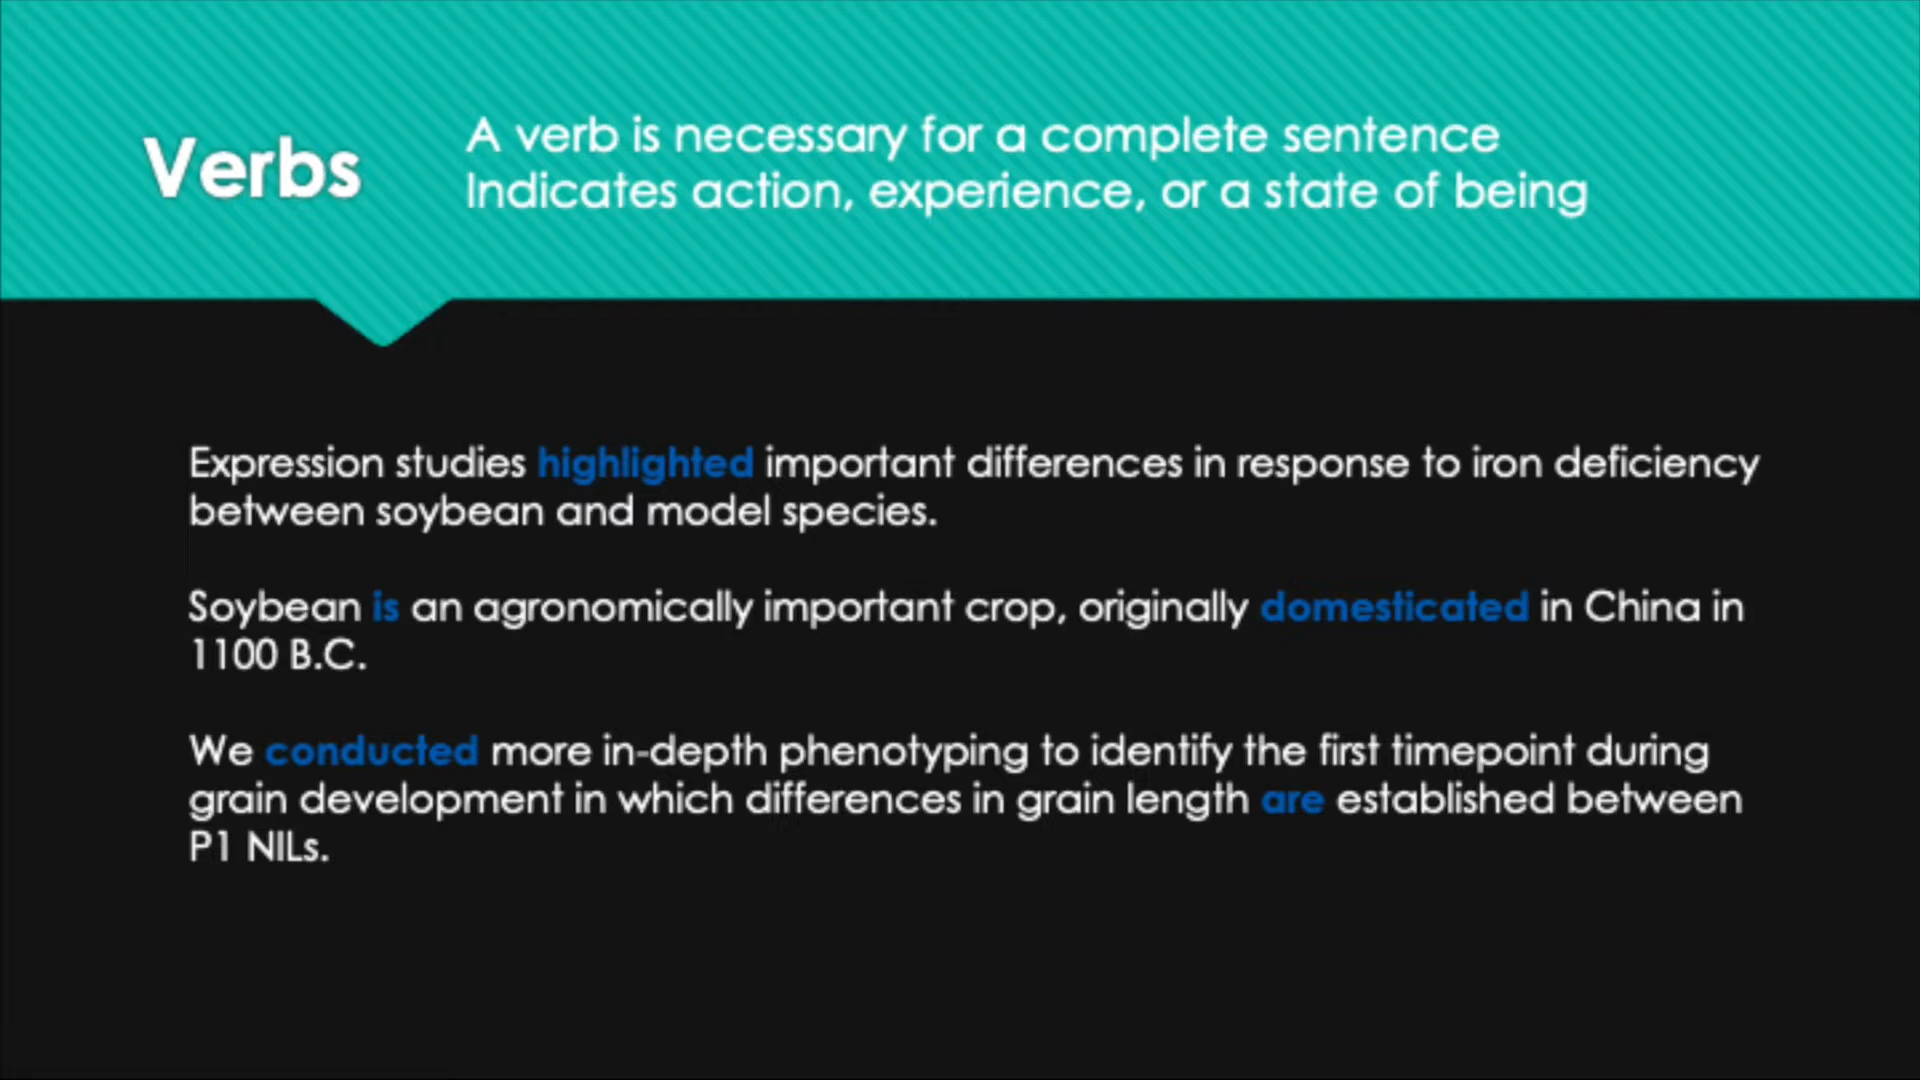 Verbs
A verb is necessary for a complete sentence
Indicates action, experience, or a state of being
Expression studies highlighted important differences in response to iron deficiency
between soybean and model species.
Soybean is an agronomically important crop, originally domesticated in China in
1100 B.C.
We conducted more in-depth phenotyping to identify the first timepoint during
grain development in which differences in grain length are established between
P1 NILs.